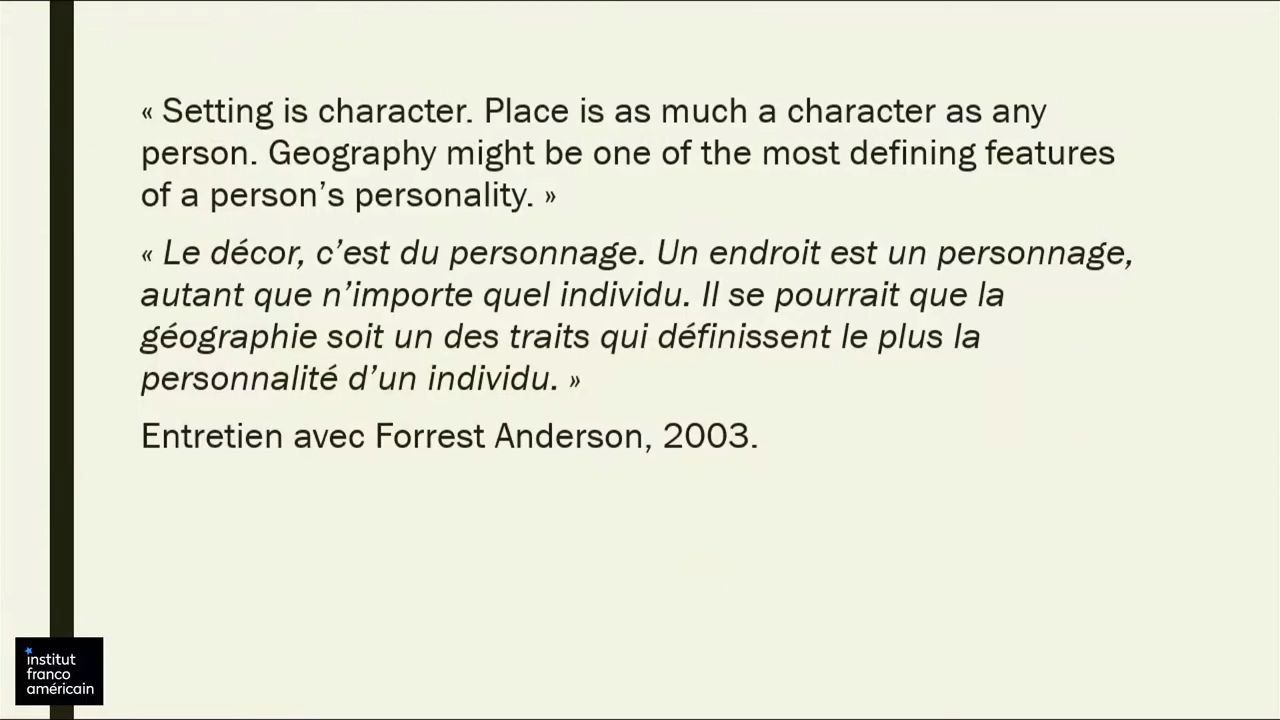 « Setting is character. Place is as much a character as any
person. Geography might be one of the most defining features
of a person’s personality. »
« Le décor, c’est du personnage. Un endroit est un personnage,
autant que n’importe quel individu. Il se pourrait que la
géographie soit un des traits qui définissent le plus la
personnalité d’un individu. »
Entretien avec Forrest Anderson, 2003.
institut
franco
américain